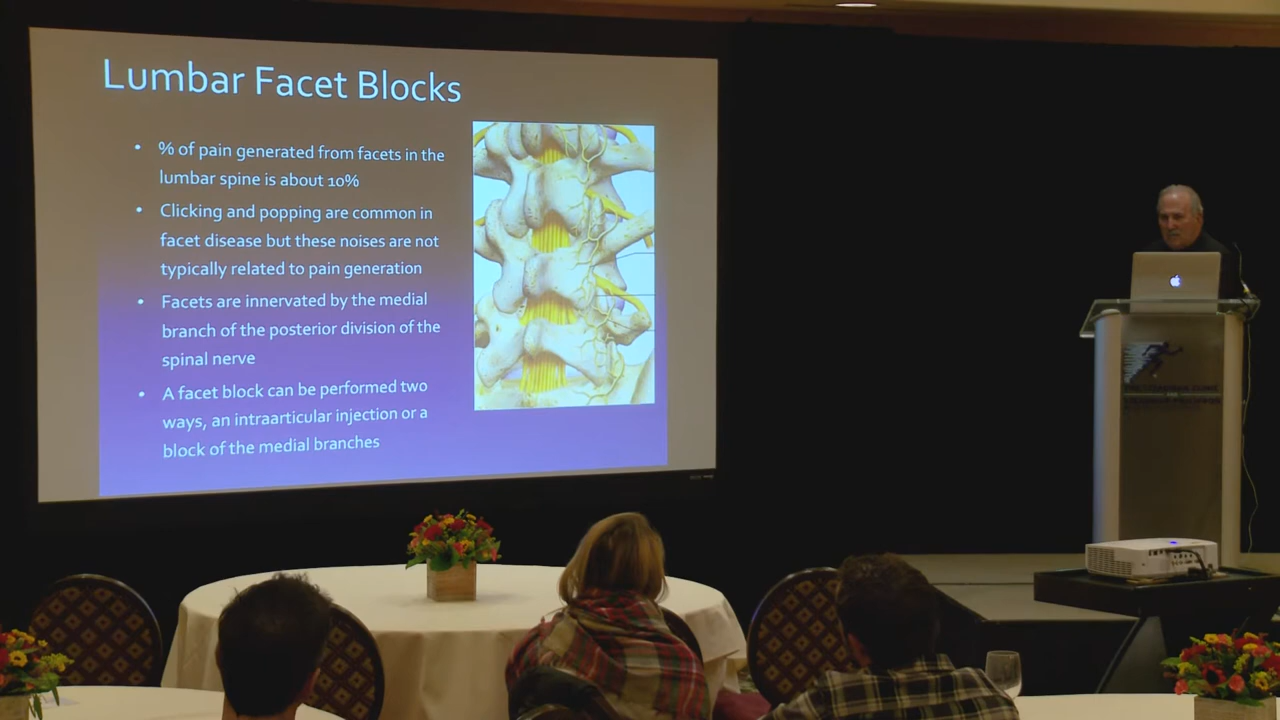 Lumbar Facet Blocks
• % of pain generated from facets in the
lumbar spine is about 10%
• Clicking and popping are common in
facet disease but these noises are not
typically related to pain generation
• Facets are innervated by the medial
branch of the posterior division of the
spinal nerve
• A facet block can be performed two
ways, an intraarticular injection or a
block of the medial branches